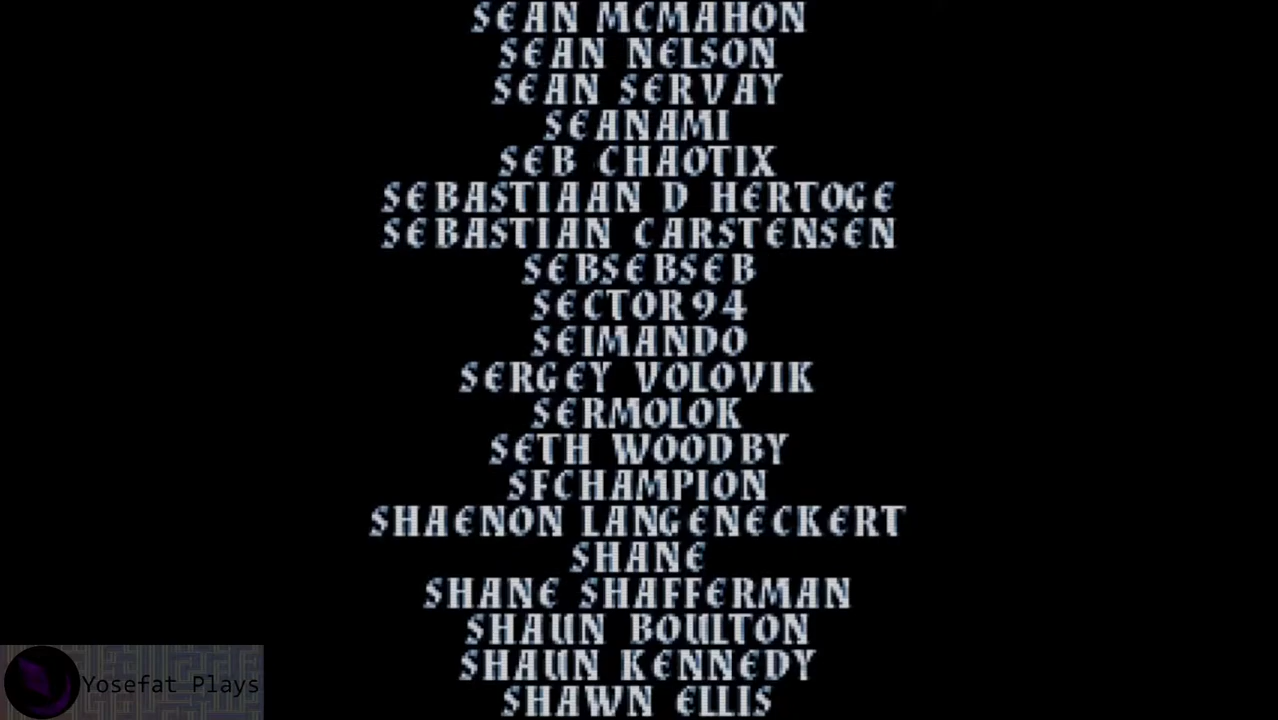 SEAN MCMAHON
SEAN NELSON
SEAN SERVAY
SEANAMI
SEB CHAOTIX
SEBASTIAAN D HERTOGE
SEBASTIAN CARSTENSEN
SEBSEBSEB
SECTOR94
SEIMANDO
SERGEY VOLOVIK
SERMOLOK
SETH WOODBY
SFCHAMPION
SHAENON LANGENECKERT
SHANE
SHANE SHAFFERMAN
SHAUN BOULTON
SHAUN KENNEDY
Yosefat Plays
SHAWN ELLIS